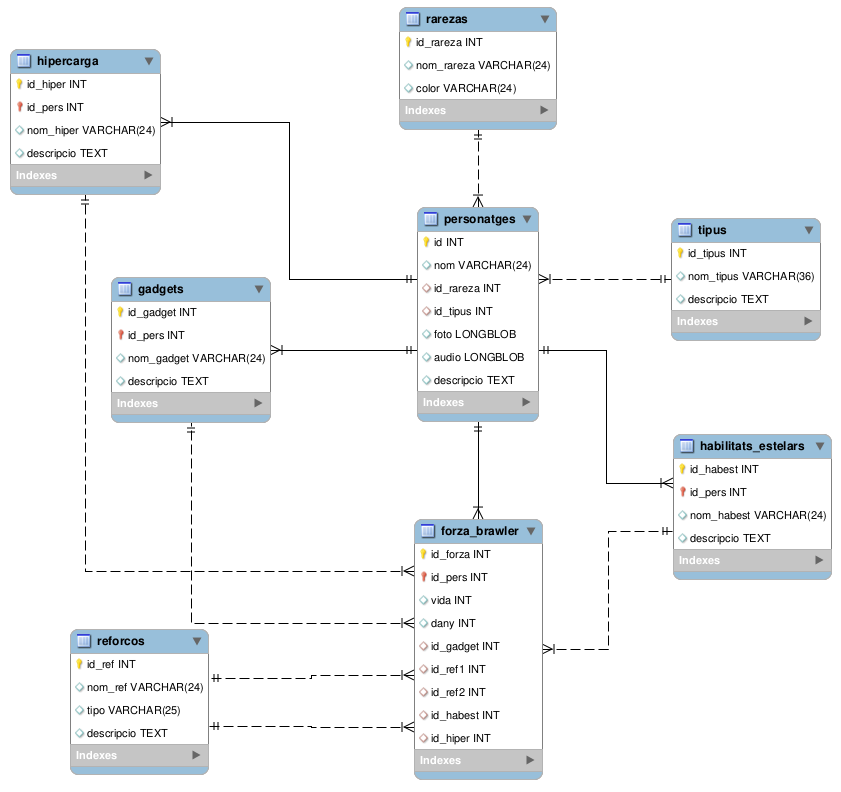 rarezas
id_rareza INT
nom_rareza VARCHAR(24)
color VARCHAR(24)
Indexes
hipercarga
id_hiper INT
id_pers INT
nom_hiper VARCHAR(24)
descripcio TEXT
Indexes
personatges
id INT
nom VARCHAR(24)
id_rareza INT
id_tipus INT
foto LONGBLOB
audio LONGBLOB
descripcio TEXT
Indexes
tipus
id_tipus INT
nom_tipus VARCHAR(36)
descripcio TEXT
Indexes
gadgets
id_gadget INT
id_pers INT
nom_gadget VARCHAR(24)
descripcio TEXT
Indexes
habilitats_estelars
id_habest INT
id_pers INT
nom_habest VARCHAR(24)
descripcio TEXT
Indexes
forza_brawler
id_forza INT
id_pers INT
vida INT
dany INT
id_gadget INT
id_ref1 INT
id_ref2 INT
id_habest INT
id_hiper INT
Indexes
reforcos
id_ref INT
nom_ref VARCHAR(24)
tipo VARCHAR(25)
descripcio TEXT
Indexes